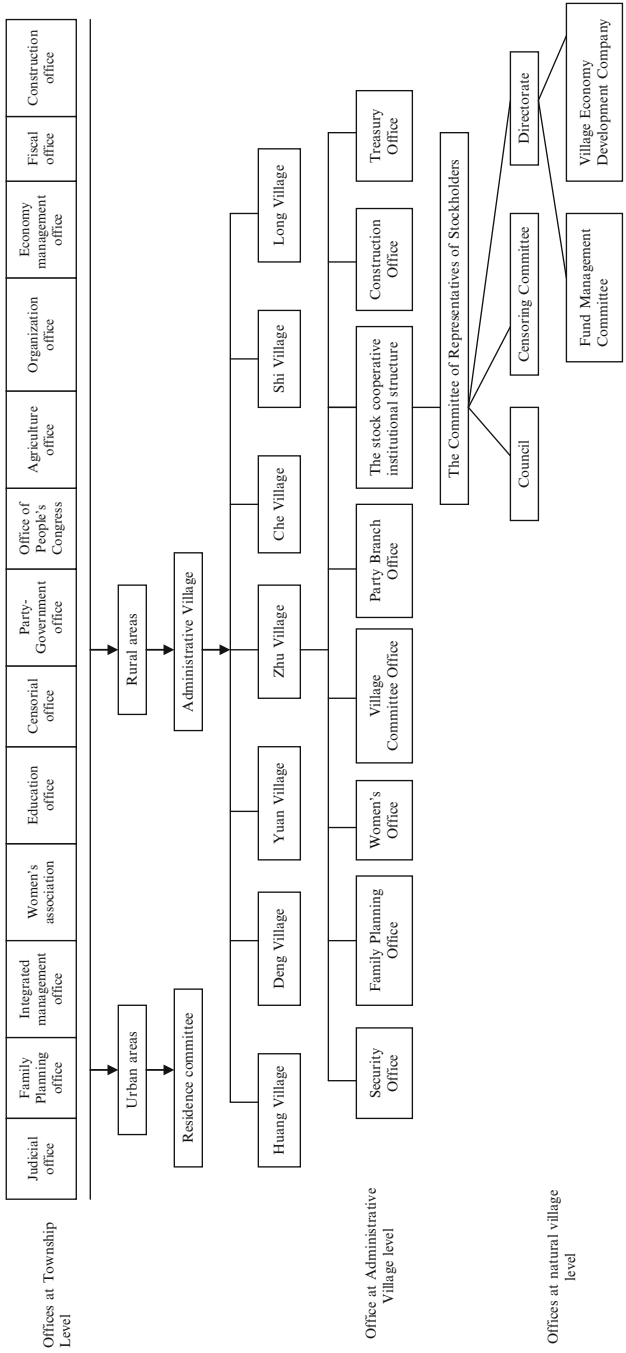 Offices at Township
Level
Judicial
office
Family
Planning
office
Integrated
management
office
Women's
association
Education
office
Censorial
office
Party-
Government
office
Office of
People's
Congress
Agriculture
office
Organization
office
Economy
management
office
Fiscal
office
Construction
office
Urban areas
Rural areas
Residence committee
Administrative Village
Huang Village
Deng Village
Yuan Village
Zhu Village
Che Village
Shi Village
Long Village
Office at Administrative
Village level
Security
Office
Family Planning
Office
Women's
Office
Village
Committee Office
Party Branch
Office
The stock cooperative
institutional structure
Construction
Office
Treasury
Office
The Committee of Representatives of Stockholders
Offices at natural village
level
Council
Censoring Committee
Directorate
Fund Management
Committee
Village Economy
Development Company